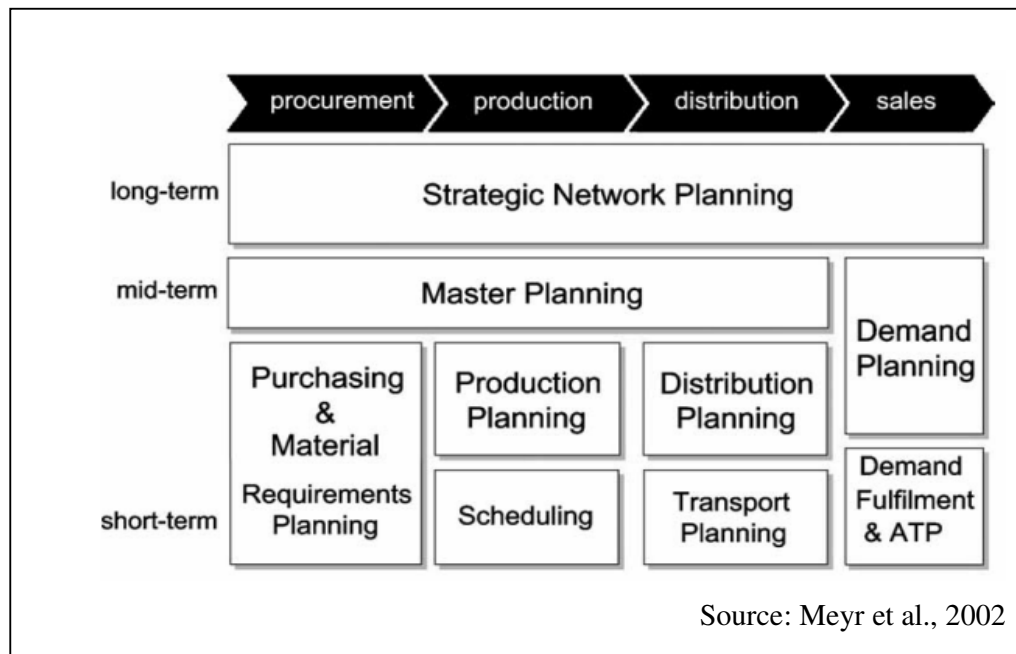 procurement
production
distribution
sales
long-term
Strategic Network Planning
mid-term
Master Planning
Demand
Planning
Purchasing
&
Material
Requirements
Planning
Production
Planning
Distribution
Planning
short-term
Scheduling
Transport
Planning
Demand
Fulfilment
& ATP
Source: Meyr et al., 2002